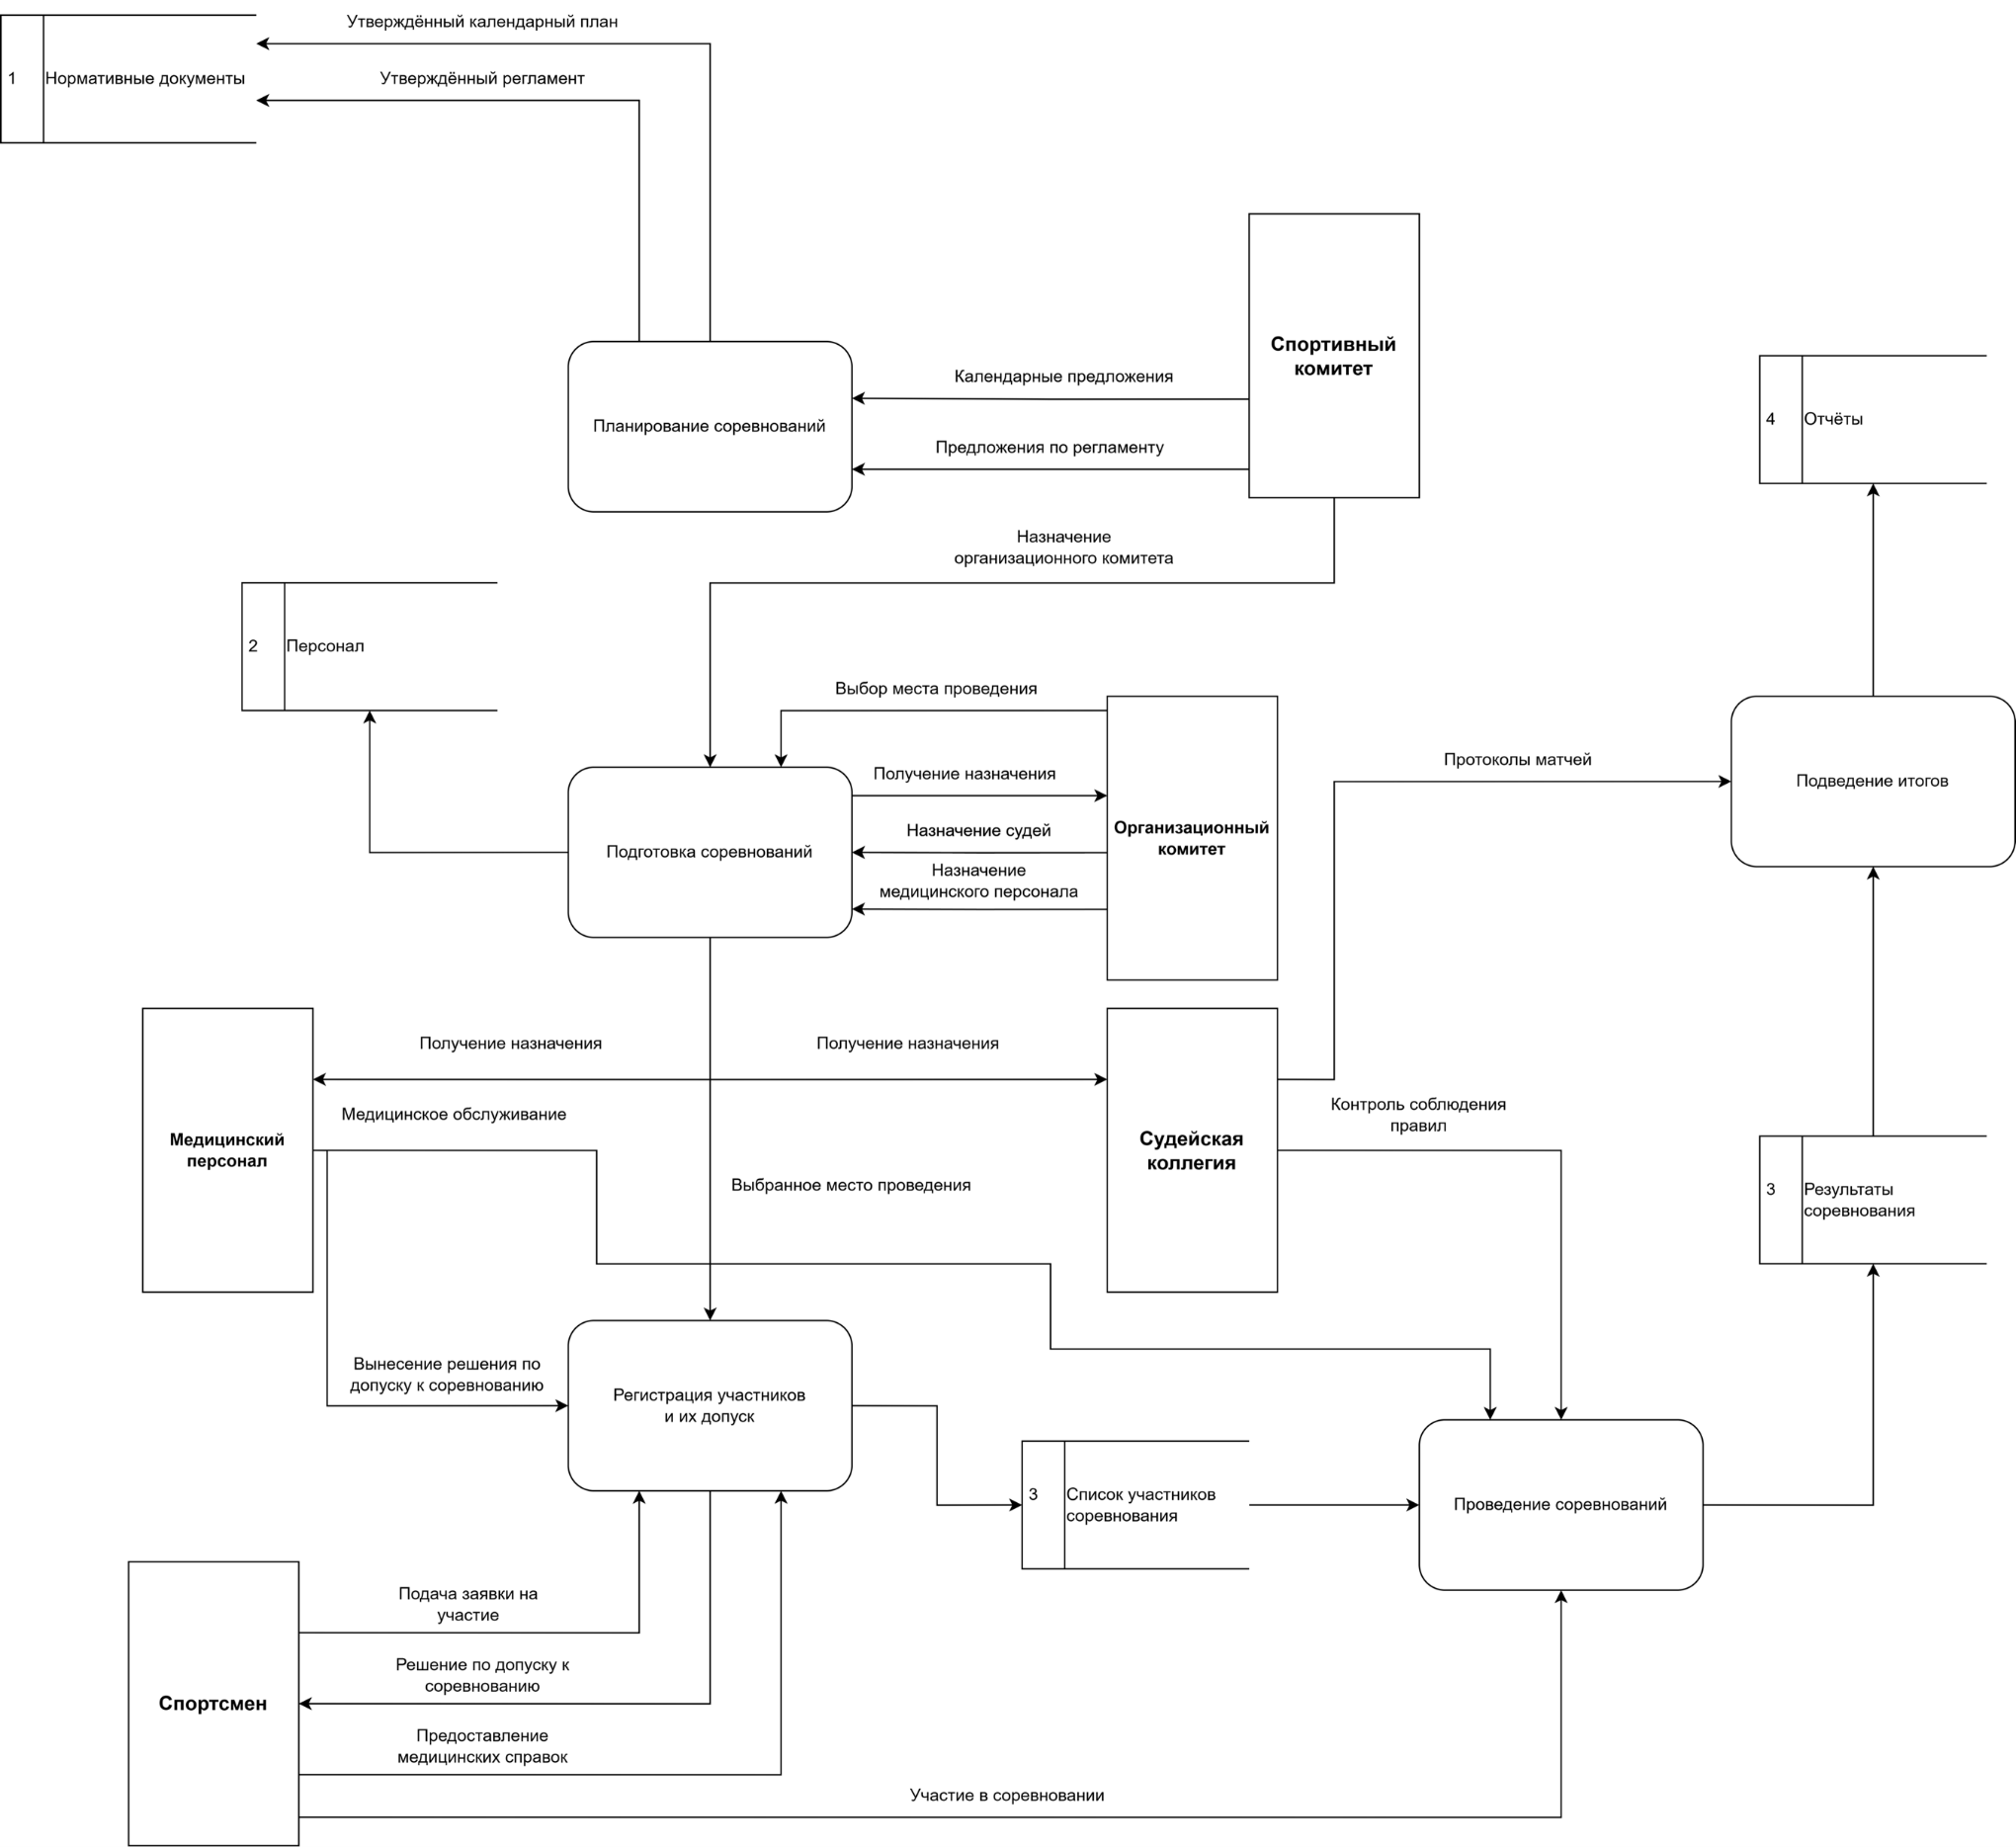 Утверждённый календарный план
1
Нормативные документы
Утверждённый регламент
Спортивный
комитет
Календарные предложения
Планирование соревнований
Предложения по регламенту
4
Отчёты
Назначение
организационного комитета
2
Персонал
Выбор места проведения
Получение назначения
Протоколы матчей
Подведение итогов
Назначение судей
Организационный
комитет
Подготовка соревнований
Назначение
медицинского персонала
Получение назначения
Получение назначения
Медицинское обслуживание
Контроль соблюдения
правил
Медицинский
персонал
Судейская
коллегия
Выбранное место проведения
3
Результаты
соревнования
Вынесение решения по
допуску к соревнованию
Регистрация участников
и их допуск
3
Список участников
соревнования
Проведение соревнований
Подача заявки на
участие
Решение по допуску к
соревнованию
Спортсмен
Предоставление
медицинских справок
Участие в соревновании